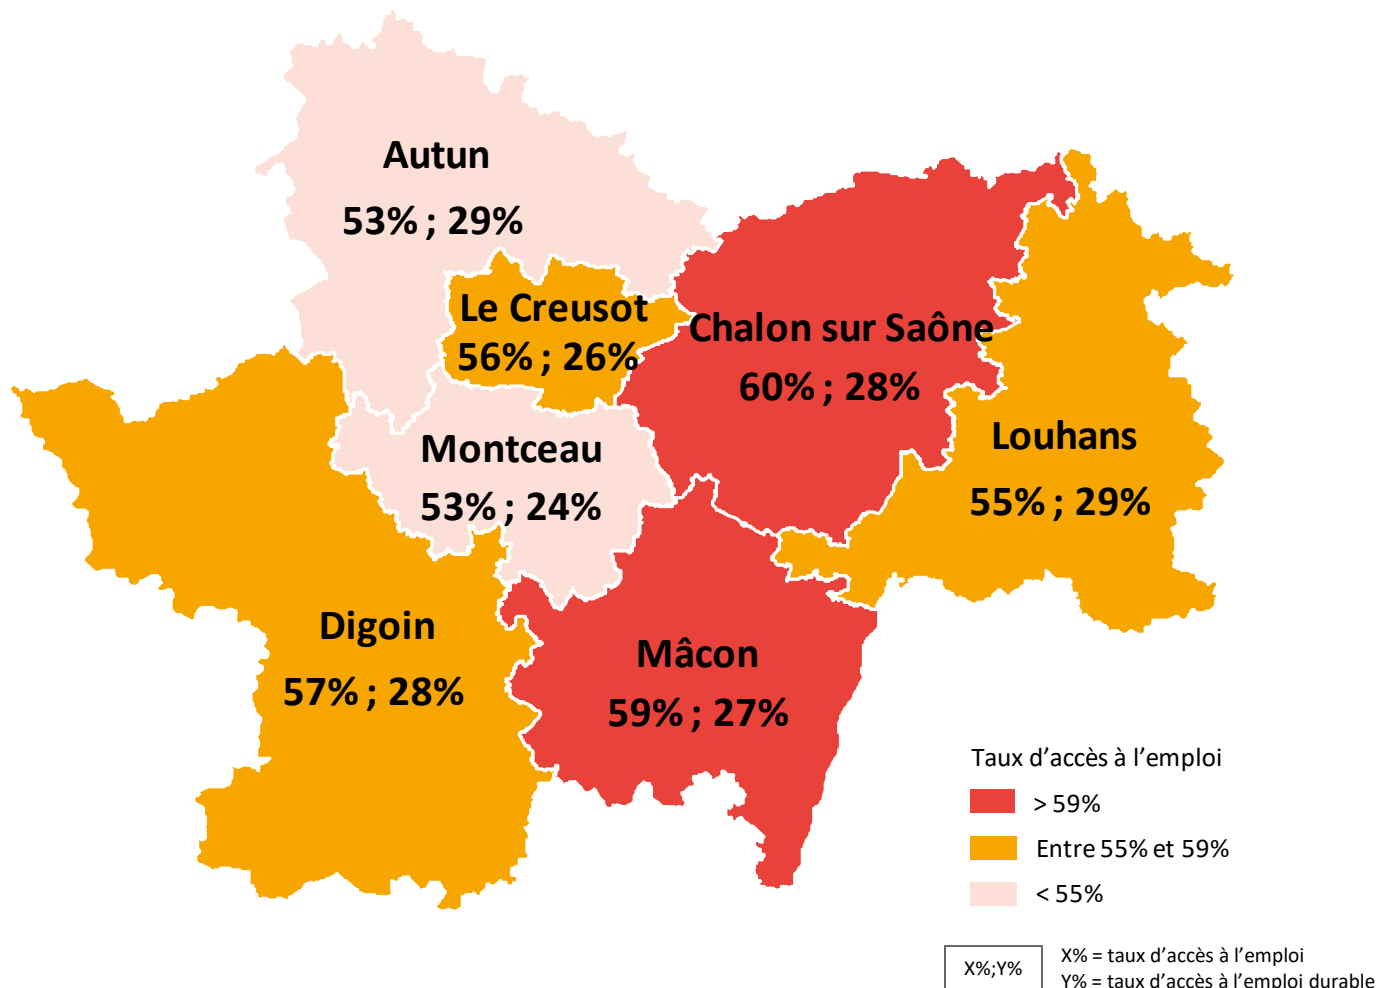 Autun
53% ; 29%
Le Creusot
56% ; 26%
Chalon sur Saône
60% ; 28%
Louhans
55% ; 29%
Montceau
53% ; 24%
Digoin
57% ; 28%
Mâcon
59% ; 27%
Taux d’accès à l’emploi
> 59%
Entre 55% et 59%
< 55%
X%;Y%
X% = taux d’accès à l’emploi
Y% = taux d’accès à l’emploi durable